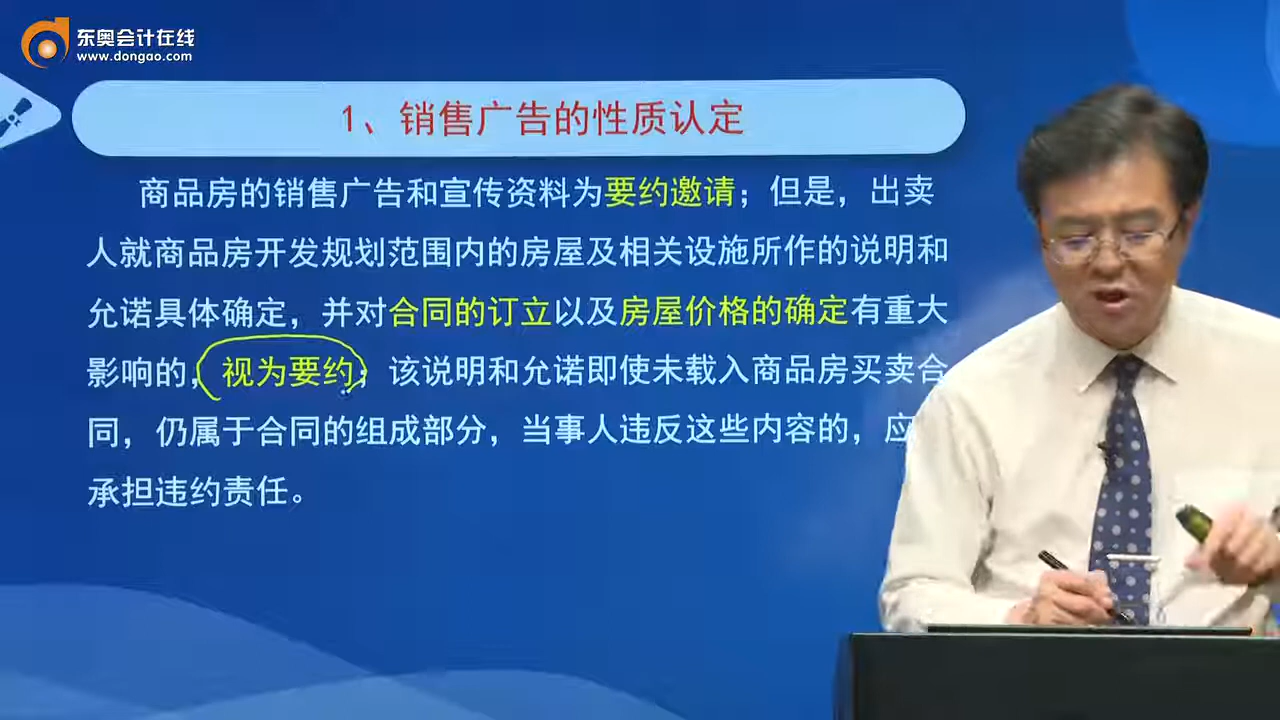 东奥会计在线
www.dongao.com
1、销售广告的性质认定
商品房的销售广告和宣传资料为要约邀请；但是，出卖
人就商品房开发规划范围内的房屋及相关设施所作的说明和
允诺具体确定，并对合同的订立以及房屋价格的确定有重大
影响的，视为要约，该说明和允诺即使未载入商品房买卖合
同，仍属于合同的组成部分，当事人违反这些内容的，应
承担违约责任。